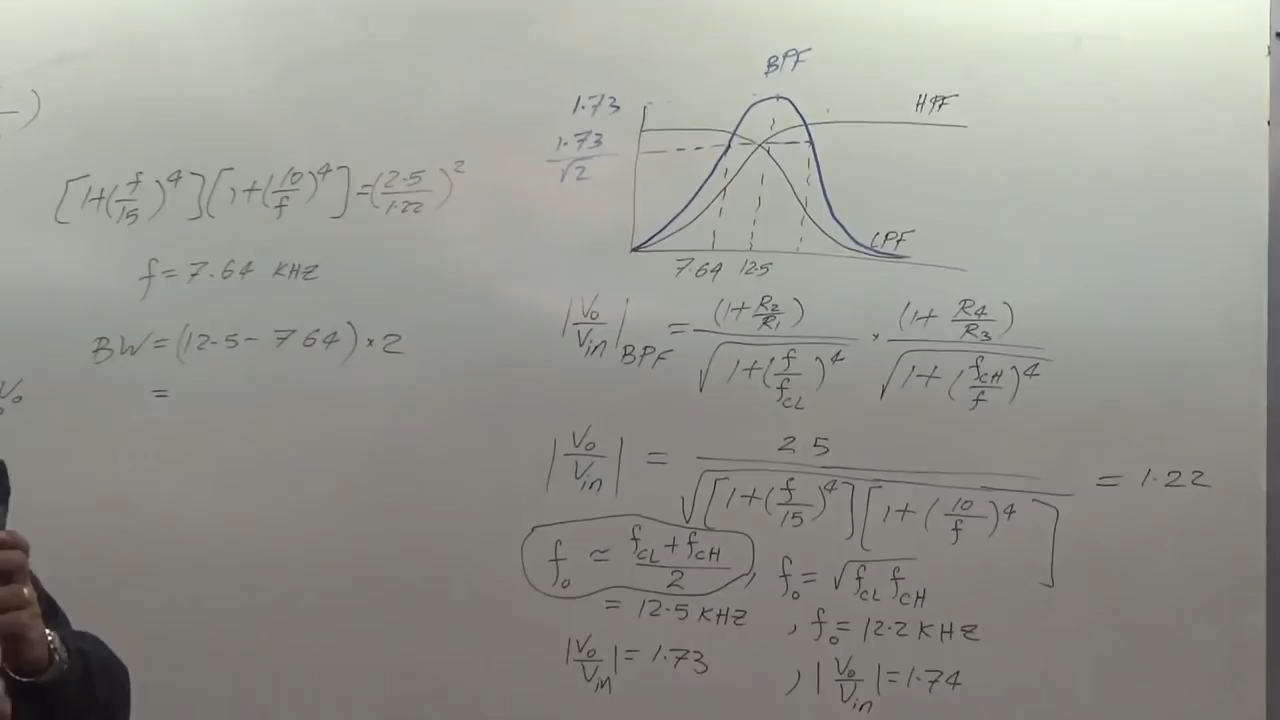 )
[1+(f/15)^4][1+(10/f)^4]=(2.5/1.22)^2
f = 7.64 KHz
BW = (12.5 - 7 64) × 2
=
Vo
BPF
1.73
HPF
1.73/√2
LPF
7.64 12.5
|Vo/Vin|BPF = (1+R2/R1)/√(1+(f/fCL)^4) · (1+R4/R3)/√(1+(fCH/f)^4)
|Vo/Vin| = 2 5/√([1+(f/15)^4][1+(10/f)^4]) = 1.22
fo ≃ (fCL+fCH)/2 , fo = √(fCL fCH)
= 12.5 KHz , fo = 12.2 KHz
|Vo/Vin| = 1.73 , |Vo/Vin| = 1.74